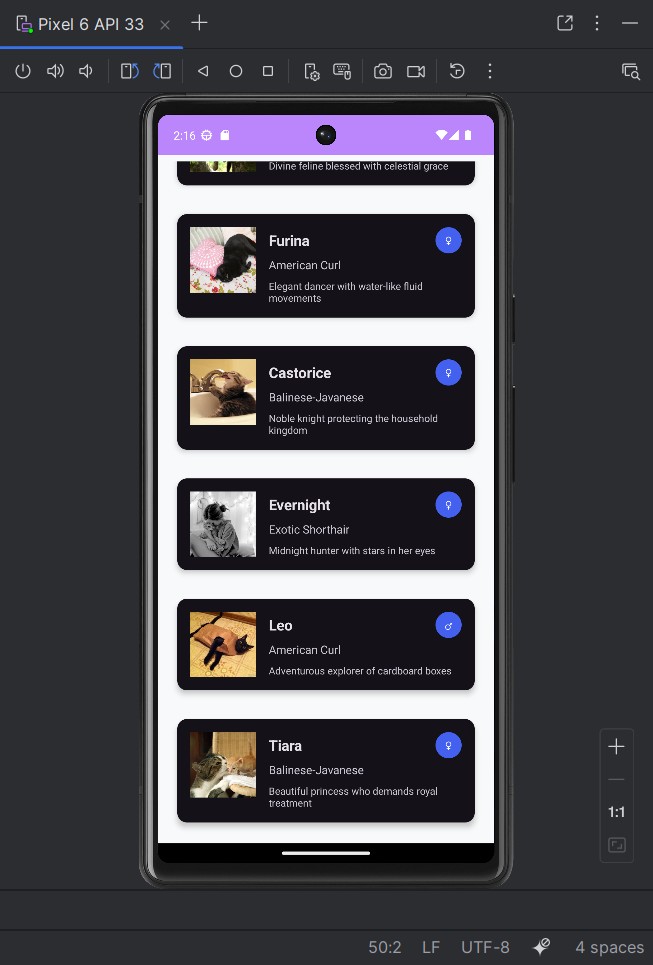 Pixel 6 API 33
2:16
Divine feline blessed with celestial grace
Furina
♀
American Curl
Elegant dancer with water-like fluid
movements
Castorice
♀
Balinese-Javanese
Noble knight protecting the household
kingdom
Evernight
♀
Exotic Shorthair
Midnight hunter with stars in her eyes
Leo
♂
American Curl
Adventurous explorer of cardboard boxes
Tiara
♀
Balinese-Javanese
Beautiful princess who demands royal
treatment
1:1
50:2 LF UTF-8 4 spaces